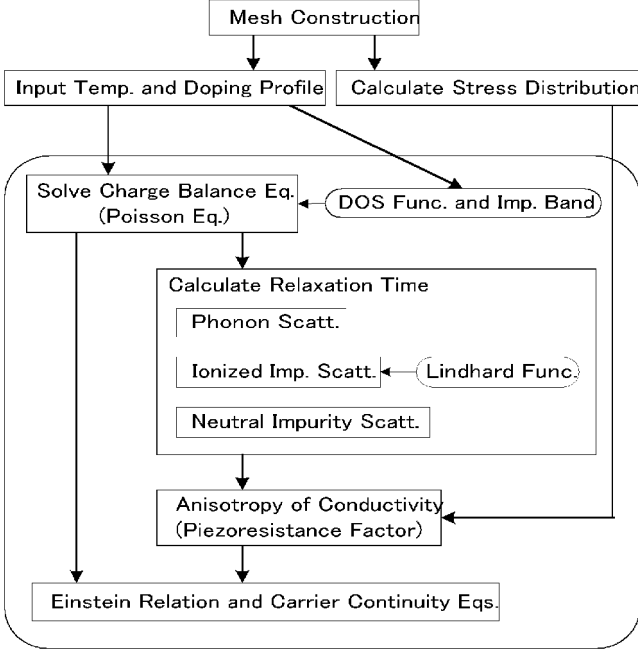 Mesh Construction
Input Temp. and Doping Profile
Calculate Stress Distribution
Solve Charge Balance Eq.
(Poisson Eq.)
DOS Func. and Imp. Band
Calculate Relaxation Time
Phonon Scatt.
Ionized Imp. Scatt.
Lindhard Func.
Neutral Impurity Scatt.
Anisotropy of Conductivity
(Piezoresistance Factor)
Einstein Relation and Carrier Continuity Eqs.